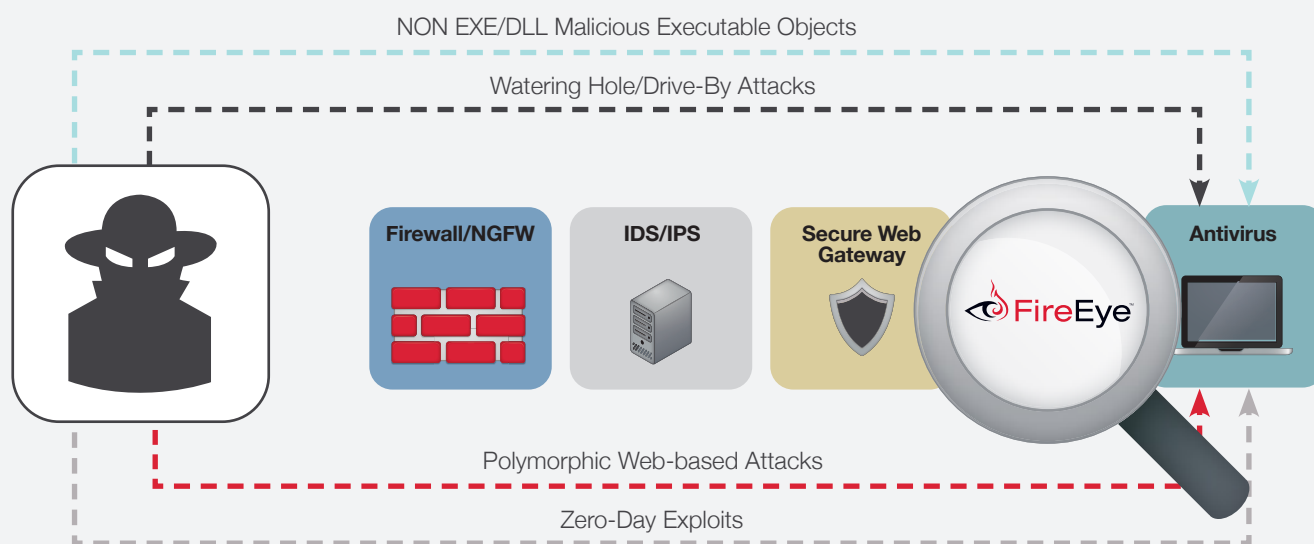 NON EXE/DLL Malicious Executable Objects
Watering Hole/Drive-By Attacks
Firewall/NGFW
IDS/IPS
Secure Web
Gateway
FireEye™
Antivirus
Polymorphic Web-based Attacks
Zero-Day Exploits